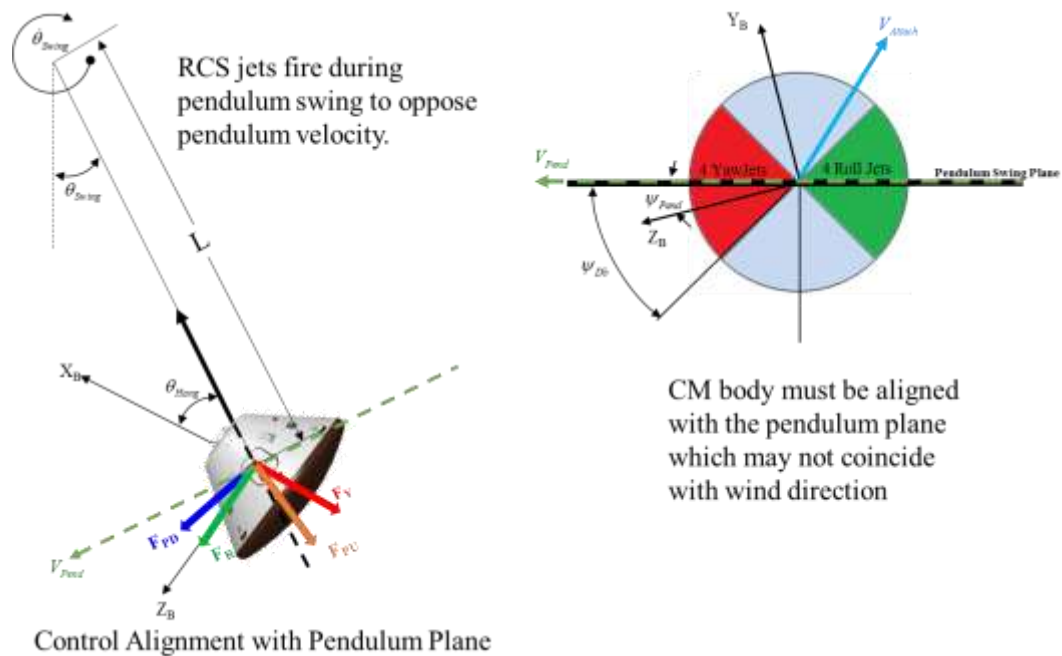 θ̇Swing
RCS jets fire during
pendulum swing to oppose
pendulum velocity.
θSwing
L
XB
θHang
FY
FPD
FR
FPU
VPend
ZB
Control Alignment with Pendulum Plane
YB
VAttach
VPend
4 Yaw Jets
4 Roll Jets
Pendulum Swing Plane
ψPend
ZB
ψDb
CM body must be aligned
with the pendulum plane
which may not coincide
with wind direction